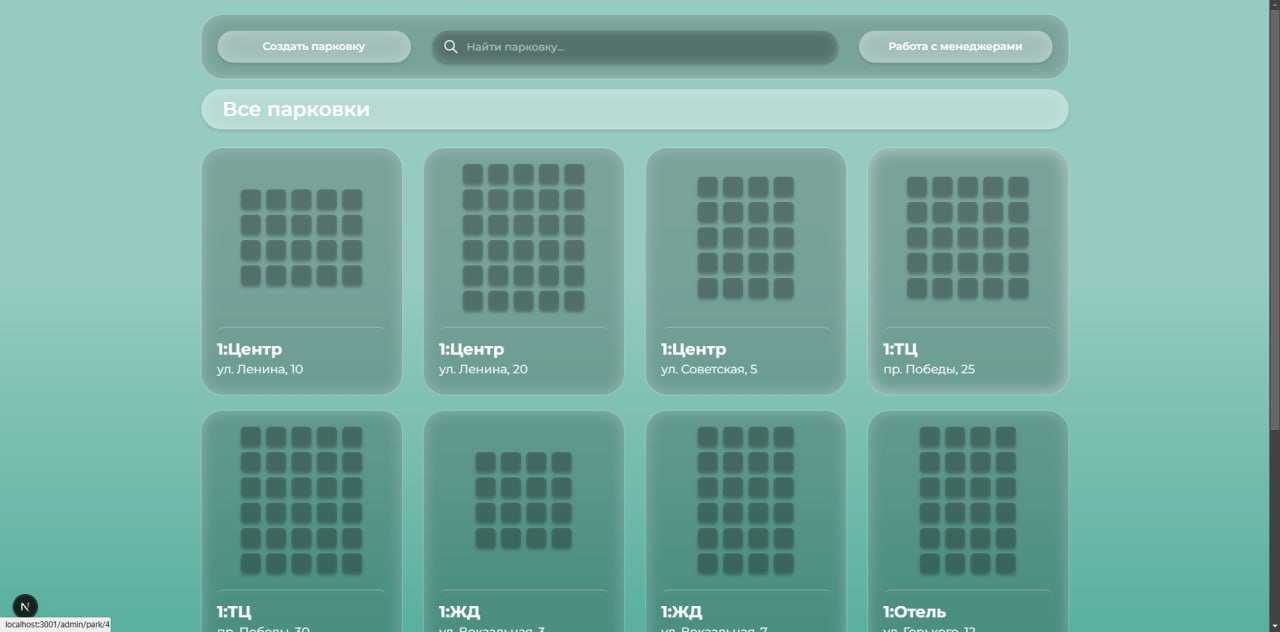 Создать парковку
Найти парковку...
Работа с менеджерами
Все парковки
1:Центр
ул. Ленина, 10
1:Центр
ул. Ленина, 20
1:Центр
ул. Советская, 5
1:ТЦ
пр. Победы, 25
1:ТЦ
пр. Победы, 30
1:ЖД
ул. Вокзальная, 3
1:ЖД
ул. Вокзальная, 7
1:Отель
ул. Горького, 12
N
localhost:3001/admin/park/4